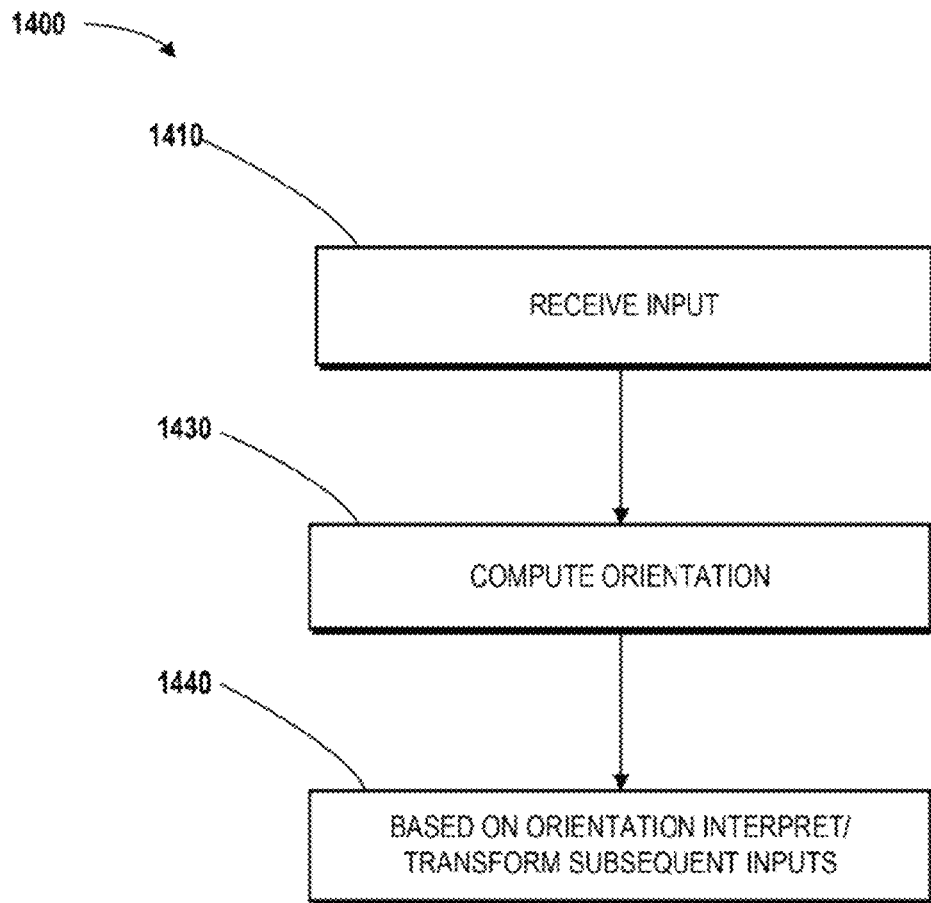 1400
1410
RECEIVE INPUT
1430
COMPUTE ORIENTATION
1440
BASED ON ORIENTATION INTERPRET/
TRANSFORM SUBSEQUENT INPUTS